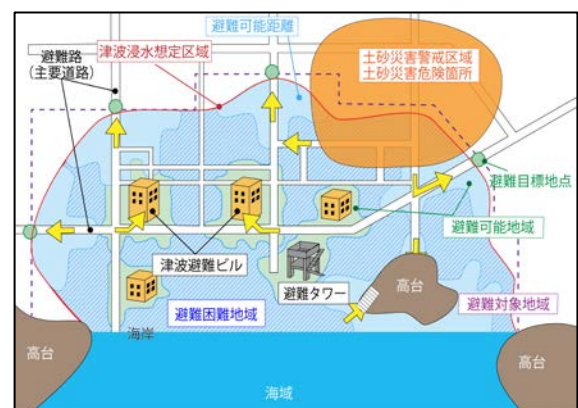 避難可能距離
津波浸水想定区域
避難路
(主要道路)
土砂災害警戒区域
土砂災害危険箇所
避難目標地点
避難可能地域
津波避難ビル
避難タワー
高台
避難困難地域
避難対象地域
海岸
高台
高台
海域